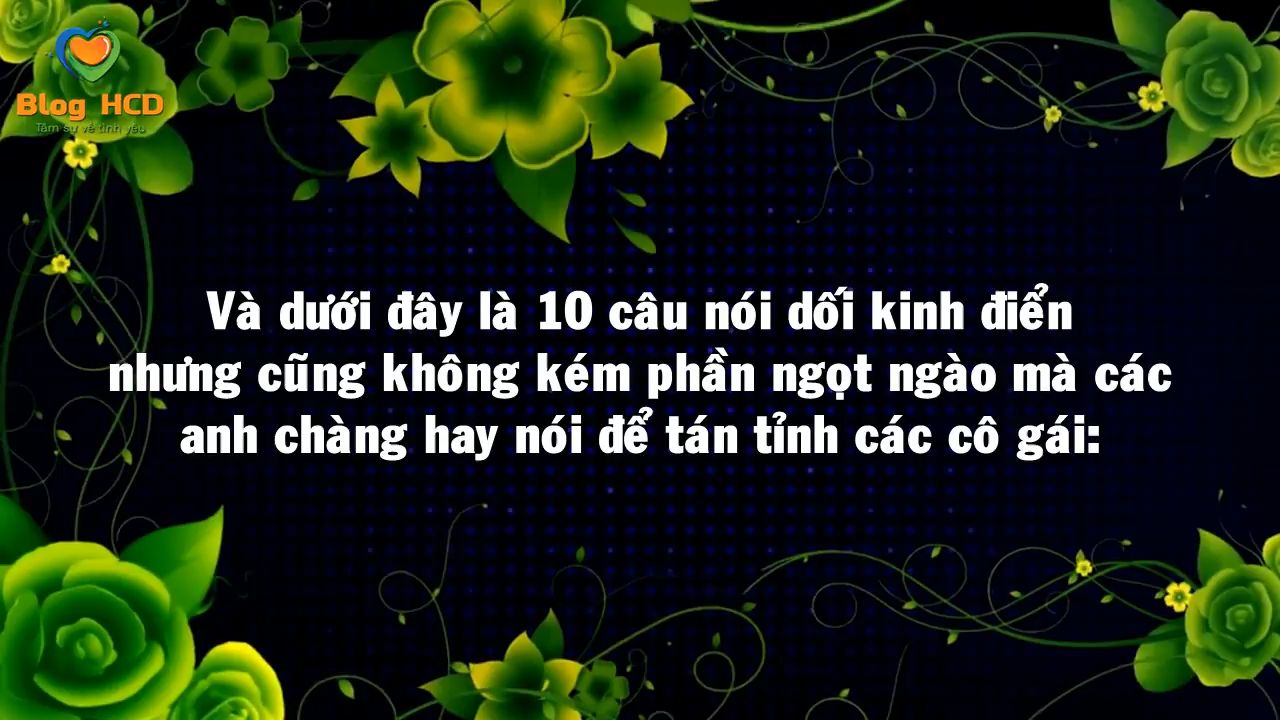 Blog HCD
Tâm sự về tình yêu
Và dưới đây là 10 câu nói dối kinh điển
nhưng cũng không kém phần ngọt ngào mà các
anh chàng hay nói để tán tỉnh các cô gái: